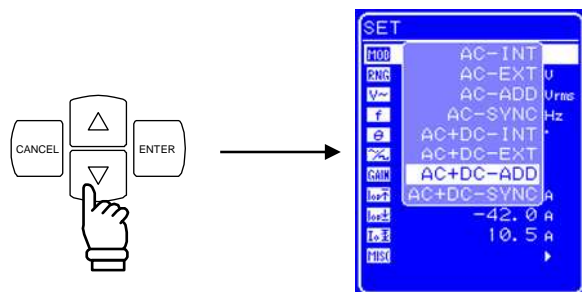 SET
MOD AC-INT
RNG AC-EXT V
V~ AC-ADD Vrms
f AC-SYNC Hz
θ AC+DC-INT °
AC+DC-EXT
GAIN AC+DC-ADD
AC+DC-SYNC A
-42.0 A
10.5 A
MISC
CANCEL
ENTER